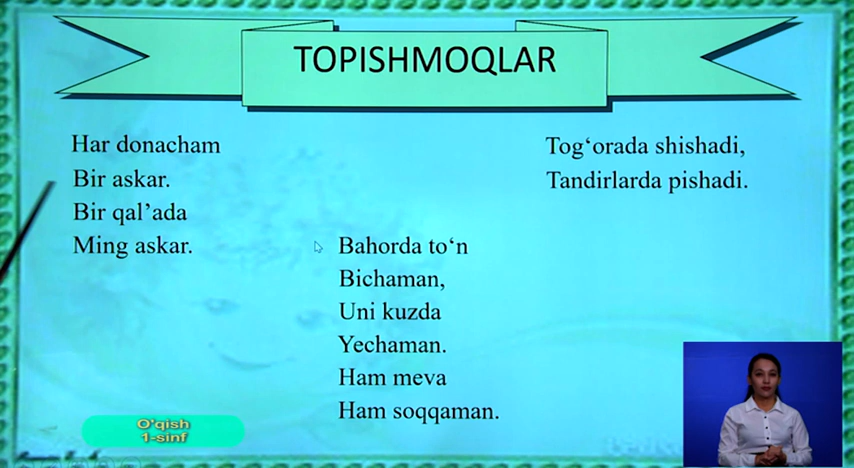 TOPISHMOQLAR
Har donacham
Bir askar.
Bir qal’ada
Ming askar.
Tog‘orada shishadi,
Tandirlarda pishadi.
Bahorda to‘n
Bichaman,
Uni kuzda
Yechaman.
Ham meva
Ham soqqaman.
O'qish
1-sinf